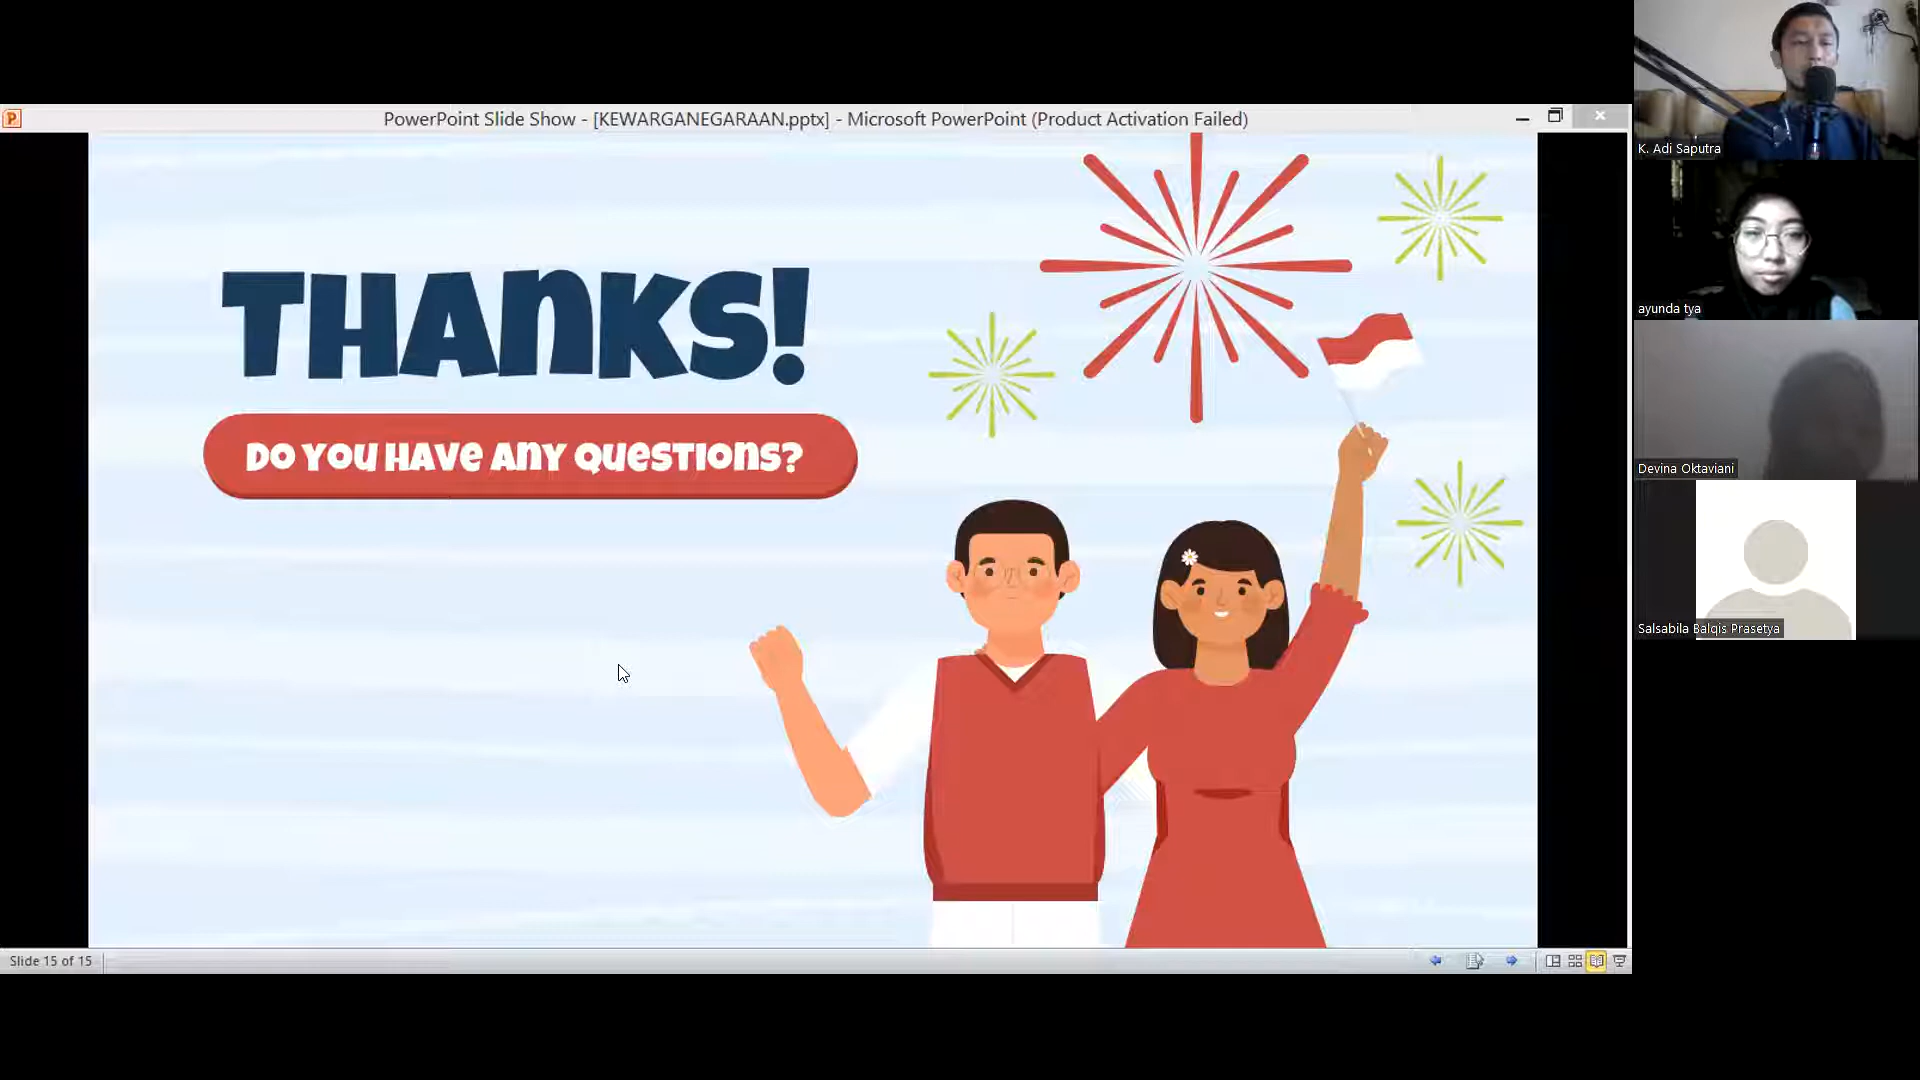 PowerPoint Slide Show - [KEWARGANEGARAAN.pptx] - Microsoft PowerPoint (Product Activation Failed)
THANKS!
DO YOU HAVE ANY QUESTIONS?
Slide 15 of 15
K. Adi Saputra
ayunda tya
Devina Oktaviani
Salsabila Balqis Prasetya